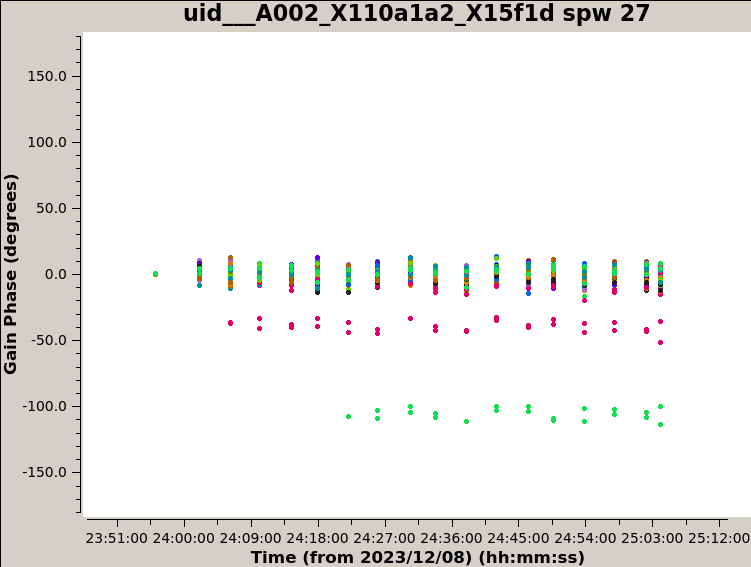 uid___A002_X110a1a2_X15f1d spw 27
150.0
100.0
50.0
0.0
-50.0
-100.0
-150.0
Gain Phase (degrees)
23:51:00 24:00:00 24:09:00 24:18:00 24:27:00 24:36:00 24:45:00 24:54:00 25:03:00 25:12:00
Time (from 2023/12/08) (hh:mm:ss)